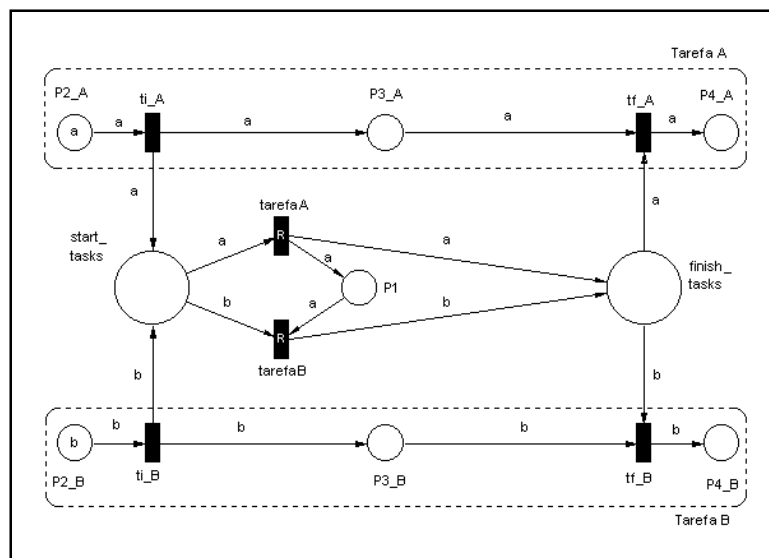 Tarefa A
P2_A
ti_A
P3_A
tf_A
P4_A
a
a
a
a
a
a
a
tarefaA
R
start_
tasks
a
a
a
P1
finish_
tasks
b
a
b
R
tarefaB
b
b
b
b
b
b
b
P2_B
ti_B
P3_B
tf_B
P4_B
Tarefa B